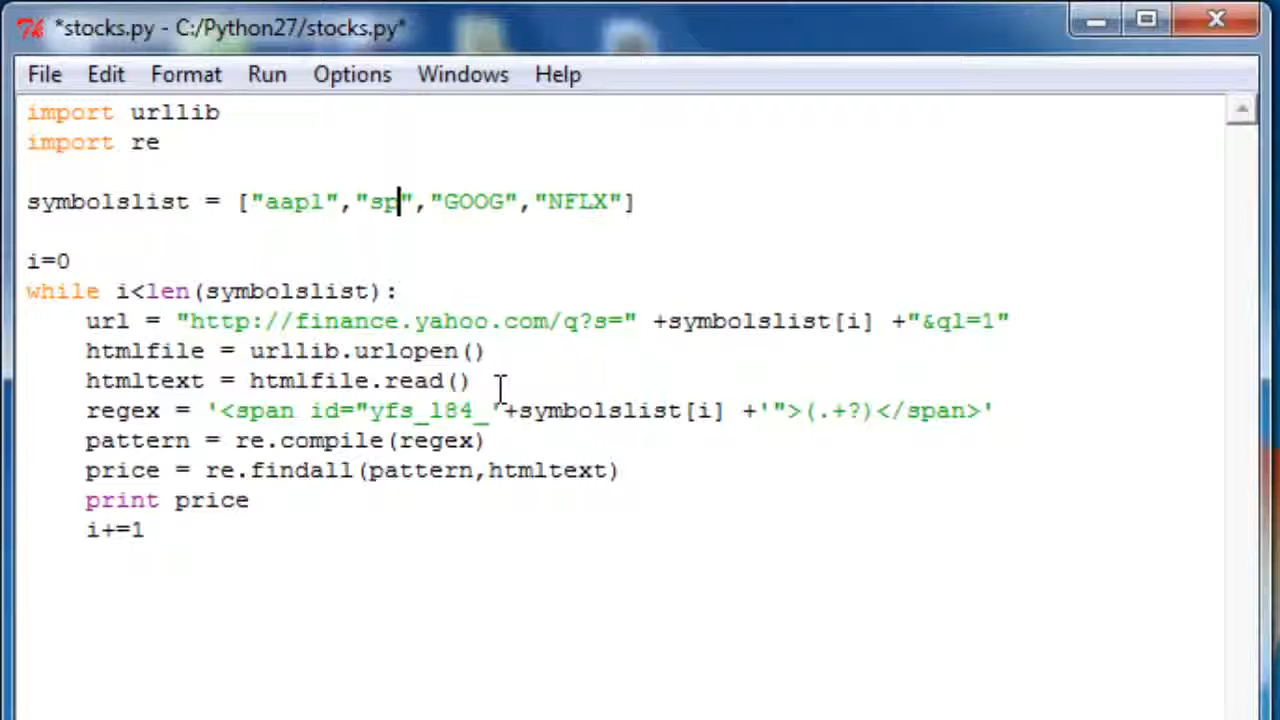 *stocks.py - C:/Python27/stocks.py*
File Edit Format Run Options Windows Help
import urllib
import re
symbolslist = ["aapl","sp","GOOG","NFLX"]
i=0
while i<len(symbolslist):
url = "http://finance.yahoo.com/q?s=" +symbolslist[i] +"&ql=1"
htmlfile = urllib.urlopen()
htmltext = htmlfile.read()
regex = '<span id="yfs_l84_'+symbolslist[i] +'">(.+?)</span>'
pattern = re.compile(regex)
price = re.findall(pattern,htmltext)
print price
i+=1